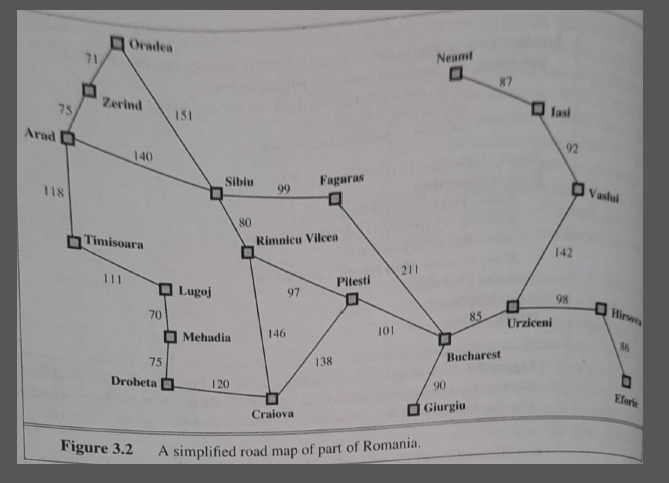 Oradea
71
Neamt
87
Zerind
151
Iasi
75
Arad
92
140
Sibiu
99
Fagaras
118
Vaslui
80
Timisoara
Rimnicu Vilcea
142
211
111
Lugoj
97
Pitesti
98
70
Hirsova
85
Urziceni
Mehadia
146
101
86
138
Bucharest
75
Drobeta
120
90
Eforie
Craiova
Giurgiu
Figure 3.2 A simplified road map of part of Romania.